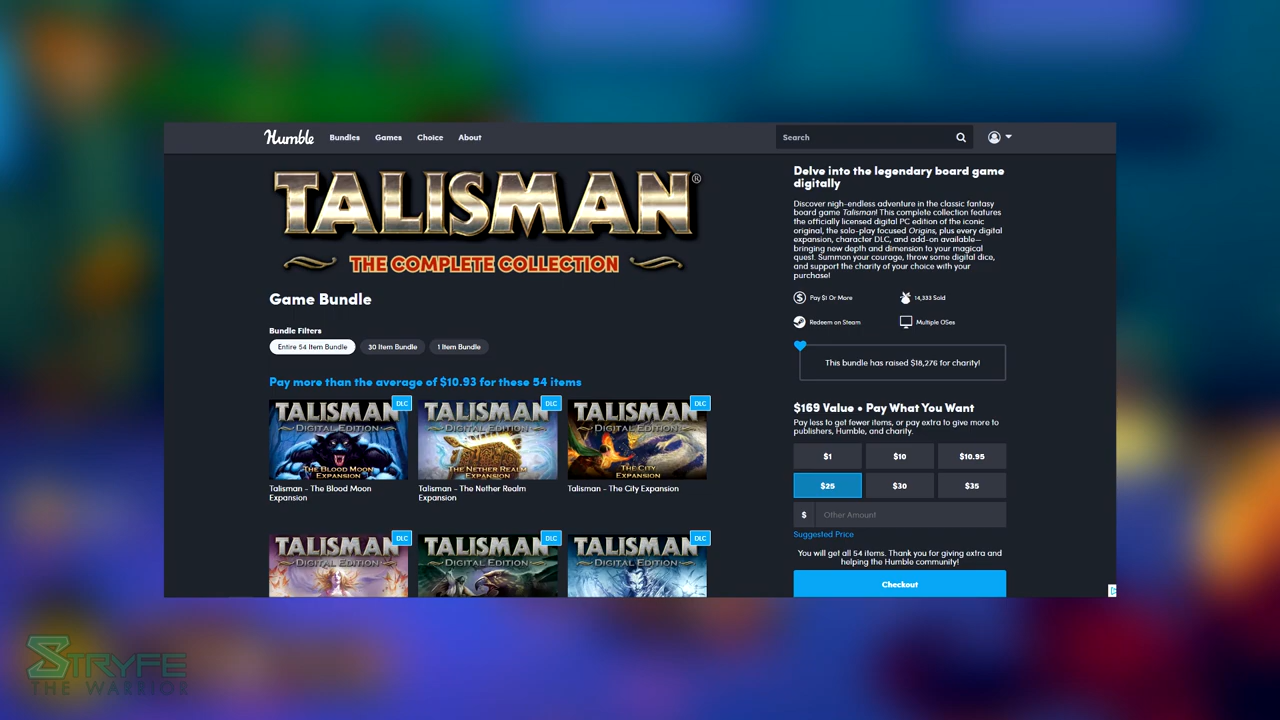 Humble
Bundles Games Choice About
Search
TALISMAN®
THE COMPLETE COLLECTION
Game Bundle
Bundle Filters
Entire 54 Item Bundle 30 Item Bundle 1 Item Bundle
Pay more than the average of $10.93 for these 54 items
DLC
TALISMAN
DIGITAL EDITION
THE BLOOD MOON
EXPANSION
Talisman - The Blood Moon
Expansion
DLC
TALISMAN
DIGITAL EDITION
THE NETHER REALM
EXPANSION
Talisman - The Nether Realm
Expansion
DLC
TALISMAN
DIGITAL EDITION
THE CITY
EXPANSION
Talisman - The City Expansion
DLC
TALISMAN
DIGITAL EDITION
DLC
TALISMAN
DIGITAL EDITION
DLC
TALISMAN
DIGITAL EDITION
Delve into the legendary board game
digitally
Discover nigh-endless adventure in the classic fantasy
board game Talisman! This complete collection features
the officially licensed digital PC edition of the iconic
original, the solo-play focused Origins, plus every digital
expansion, character DLC, and add-on available—
bringing new depth and dimension to your magical
quest. Summon your courage, throw some digital dice,
and support the charity of your choice with your
purchase!
Pay $1 Or More
14,333 Sold
Redeem on Steam
Multiple OSes
This bundle has raised $18,276 for charity!
$169 Value • Pay What You Want
Pay less to get fewer items, or pay extra to give more to
publishers, Humble, and charity.
$1 $10 $10.95
$25 $30 $35
$ Other Amount
Suggested Price
You will get all 54 items. Thank you for giving extra and
helping the Humble community!
Checkout
STRYFE
THE WARRIOR